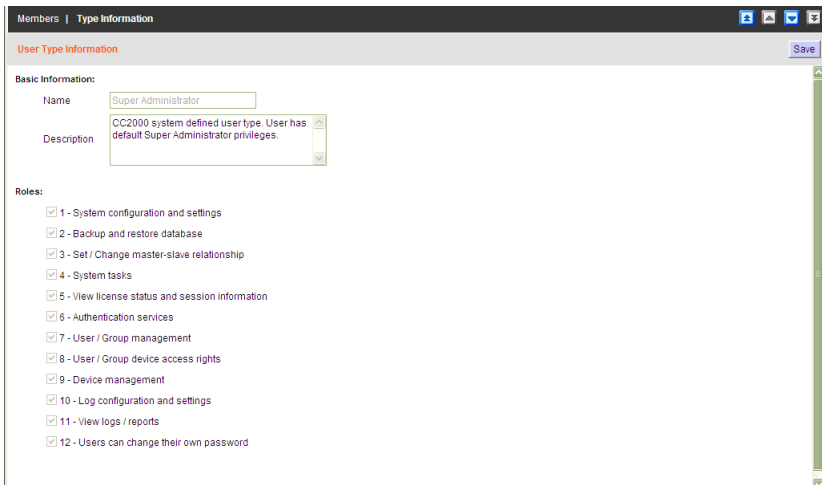 Members | Type Information
User Type Information
Save
Basic Information:
Name
Super Administrator
Description
CC2000 system defined user type. User has
default Super Administrator privileges.
Roles:
1 - System configuration and settings
2 - Backup and restore database
3 - Set / Change master-slave relationship
4 - System tasks
5 - View license status and session information
6 - Authentication services
7 - User / Group management
8 - User / Group device access rights
9 - Device management
10 - Log configuration and settings
11 - View logs / reports
12 - Users can change their own password